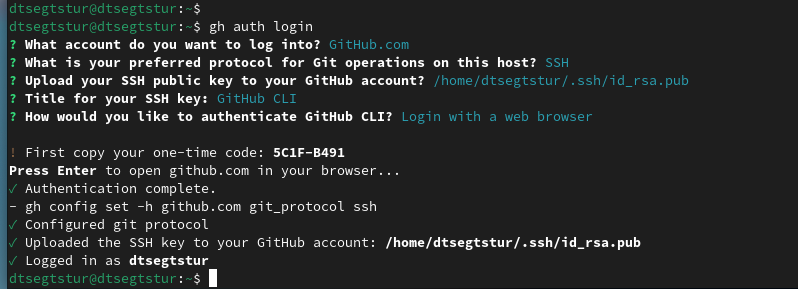 dtsegtstur@dtsegtstur:~$
dtsegtstur@dtsegtstur:~$ gh auth login
? What account do you want to log into? GitHub.com
? What is your preferred protocol for Git operations on this host? SSH
? Upload your SSH public key to your GitHub account? /home/dtsegtstur/.ssh/id_rsa.pub
? Title for your SSH key: GitHub CLI
? How would you like to authenticate GitHub CLI? Login with a web browser
! First copy your one-time code: 5C1F-B491
Press Enter to open github.com in your browser...
✓ Authentication complete.
- gh config set -h github.com git_protocol ssh
✓ Configured git protocol
✓ Uploaded the SSH key to your GitHub account: /home/dtsegtstur/.ssh/id_rsa.pub
✓ Logged in as dtsegtstur
dtsegtstur@dtsegtstur:~$